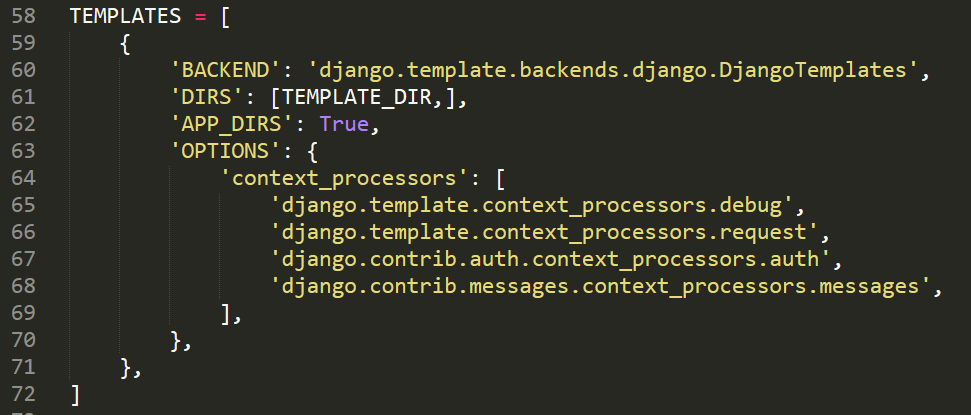 58 TEMPLATES = [
59     {
60         'BACKEND': 'django.template.backends.django.DjangoTemplates',
61         'DIRS': [TEMPLATE_DIR,],
62         'APP_DIRS': True,
63         'OPTIONS': {
64             'context_processors': [
65                 'django.template.context_processors.debug',
66                 'django.template.context_processors.request',
67                 'django.contrib.auth.context_processors.auth',
68                 'django.contrib.messages.context_processors.messages',
69             ],
70         },
71     },
72 ]